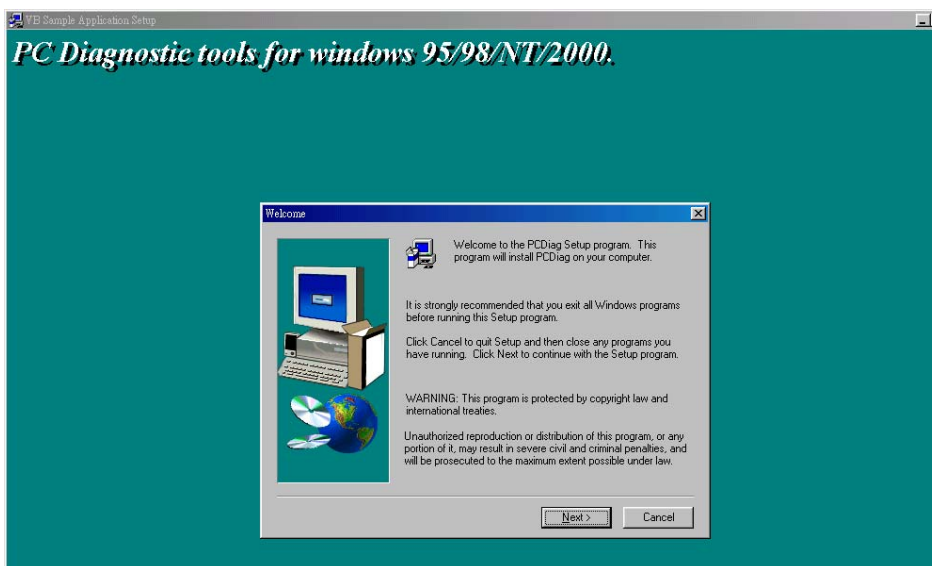 VB Sample Application Setup
PC Diagnostic tools for windows 95/98/NT/2000.
Welcome
Welcome to the PCDiag Setup program. This
program will install PCDiag on your computer.
It is strongly recommended that you exit all Windows programs
before running this Setup program.
Click Cancel to quit Setup and then close any programs you
have running. Click Next to continue with the Setup program.
WARNING: This program is protected by copyright law and
international treaties.
Unauthorized reproduction or distribution of this program, or any
portion of it, may result in severe civil and criminal penalties, and
will be prosecuted to the maximum extent possible under law.
Next > Cancel